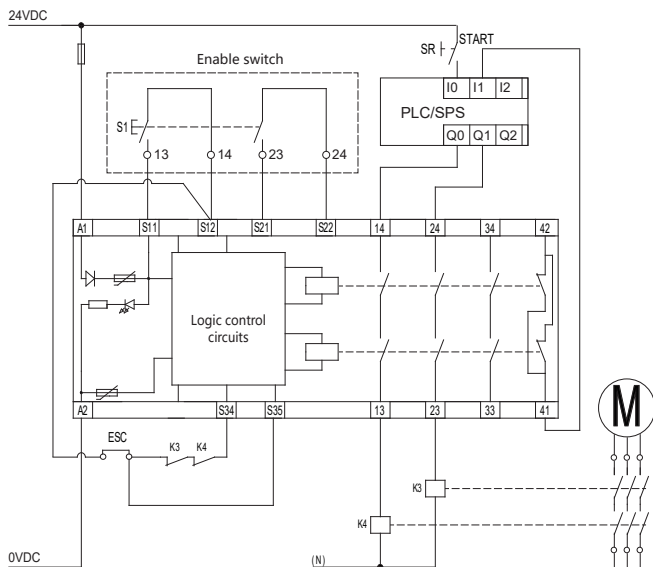 24VDC
START
SR
Enable switch
I0 I1 I2
PLC/SPS
Q0 Q1 Q2
S1
13 14 23 24
A1 S11 S12 S21 S22 14 24 34 42
Logic control
circuits
A2 S34 S35 13 23 33 41
ESC
K3 K4
M
K3
K4
0VDC
(N)